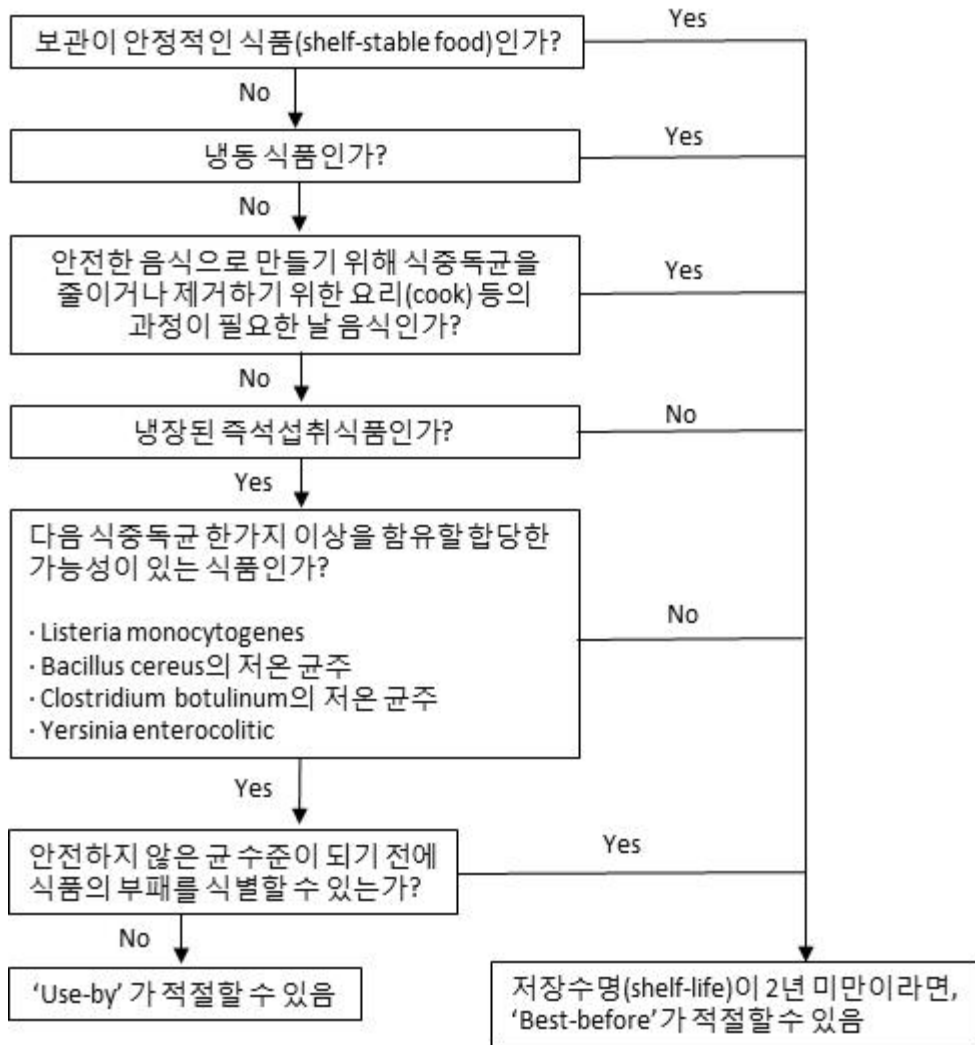 보관이 안정적인 식품(shelf-stable food)인가?
Yes
No
냉동 식품인가?
Yes
No
안전한 음식으로 만들기 위해 식중독균을
줄이거나 제거하기 위한 요리(cook) 등의
과정이 필요한 날 음식인가?
Yes
No
냉장된 즉석섭취식품인가?
No
Yes
다음 식중독균 한가지 이상을 함유할 합당한
가능성이 있는 식품인가?
· Listeria monocytogenes
· Bacillus cereus의 저온 균주
· Clostridium botulinum의 저온 균주
· Yersinia enterocolitic
No
Yes
안전하지 않은 균 수준이 되기 전에
식품의 부패를 식별할 수 있는가?
Yes
No
‘Use-by’ 가 적절할 수 있음
저장수명(shelf-life)이 2년 미만이라면,
‘Best-before’가 적절할 수 있음